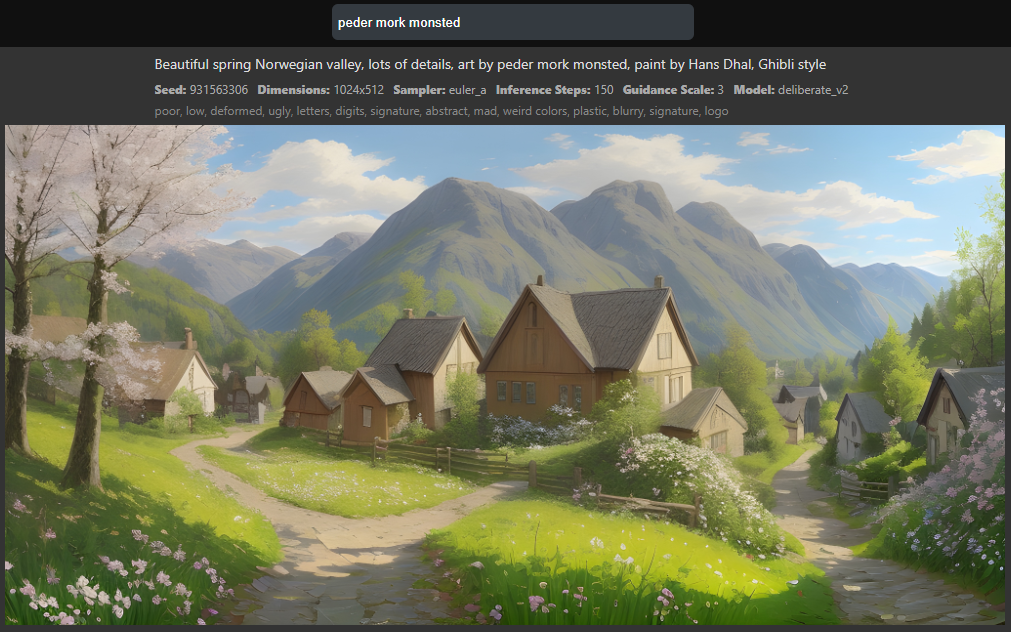 peder mork monsted
Beautiful spring Norwegian valley, lots of details, art by peder mork monsted, paint by Hans Dhal, Ghibli style
Seed: 931563306 Dimensions: 1024x512 Sampler: euler_a Inference Steps: 150 Guidance Scale: 3 Model: deliberate_v2
poor, low, deformed, ugly, letters, digits, signature, abstract, mad, weird colors, plastic, blurry, signature, logo